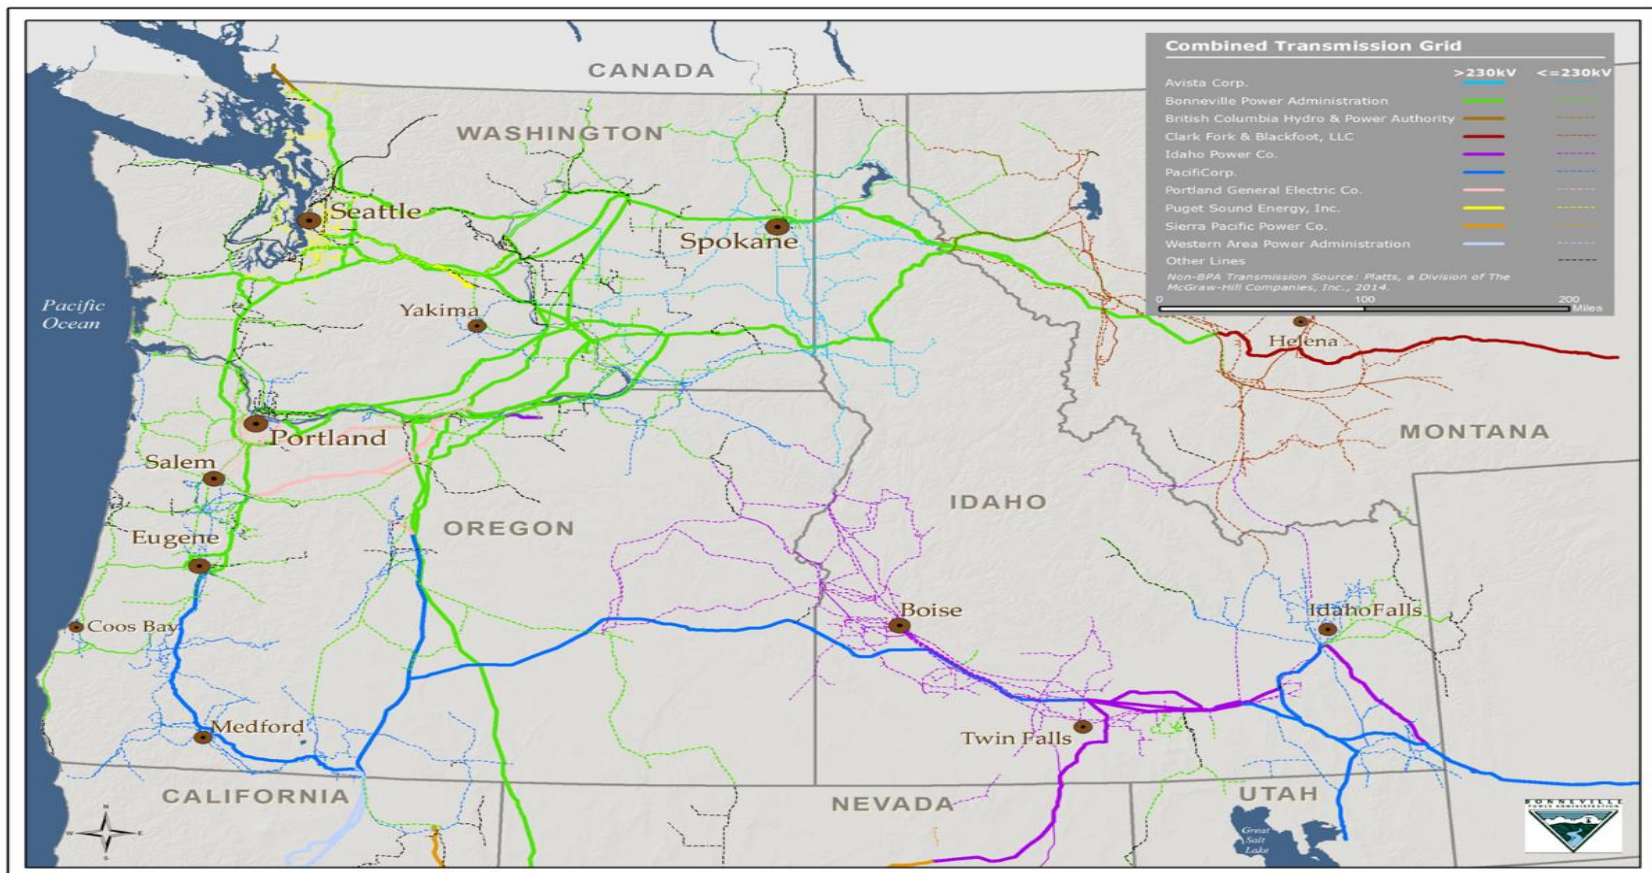 CANADA
WASHINGTON
Seattle
Spokane
Yakima
Pacific
Ocean
Portland
Salem
Eugene
OREGON
Coos Bay
Medford
CALIFORNIA
IDAHO
Boise
Twin Falls
IdahoFalls
NEVADA
UTAH
Great
Salt
Lake
MONTANA
Helena
Combined Transmission Grid
>230kV <=230kV
Avista Corp.
Bonneville Power Administration
British Columbia Hydro & Power Authority
Clark Fork & Blackfoot, LLC
Idaho Power Co.
PacifiCorp.
Portland General Electric Co.
Puget Sound Energy, Inc.
Sierra Pacific Power Co.
Western Area Power Administration
Other Lines
Non-BPA Transmission Source: Platts, a Division of The
McGraw-Hill Companies, Inc., 2014.
0 100 200
Miles
N
W E
S
BONNEVILLE
POWER ADMINISTRATION